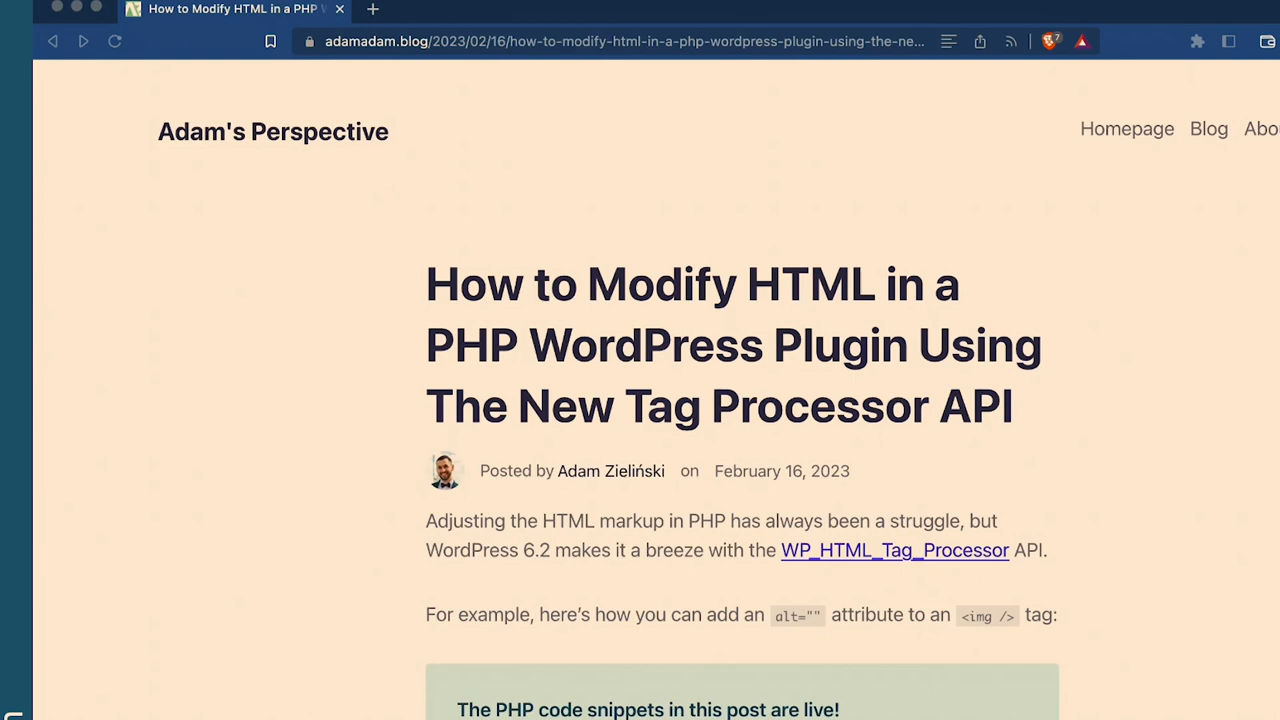 How to Modify HTML in a PHP W
adamadam.blog/2023/02/16/how-to-modify-html-in-a-php-wordpress-plugin-using-the-ne...
7
Adam's Perspective
Homepage Blog Abo
How to Modify HTML in a
PHP WordPress Plugin Using
The New Tag Processor API
Posted by Adam Zieliński on February 16, 2023
Adjusting the HTML markup in PHP has always been a struggle, but
WordPress 6.2 makes it a breeze with the WP_HTML_Tag_Processor API.
For example, here’s how you can add an alt="" attribute to an <img /> tag:
The PHP code snippets in this post are live!